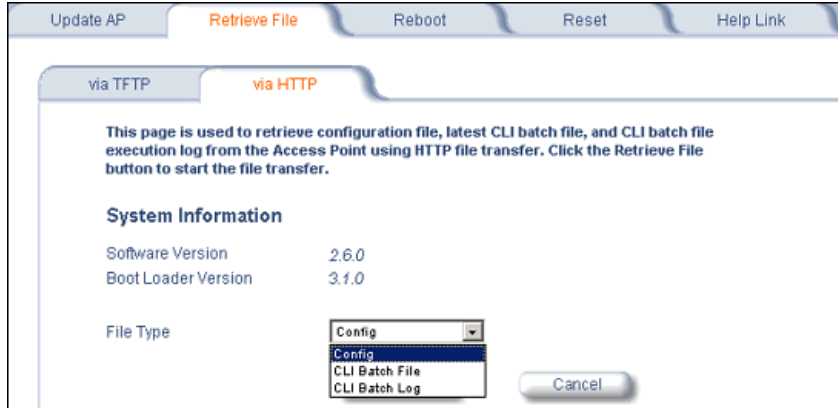 Update AP Retrieve File Reboot Reset Help Link
via TFTP via HTTP
This page is used to retrieve configuration file, latest CLI batch file, and CLI batch file
execution log from the Access Point using HTTP file transfer. Click the Retrieve File
button to start the file transfer.
System Information
Software Version 2.6.0
Boot Loader Version 3.1.0
File Type Config
Config
CLI Batch File
CLI Batch Log
Cancel